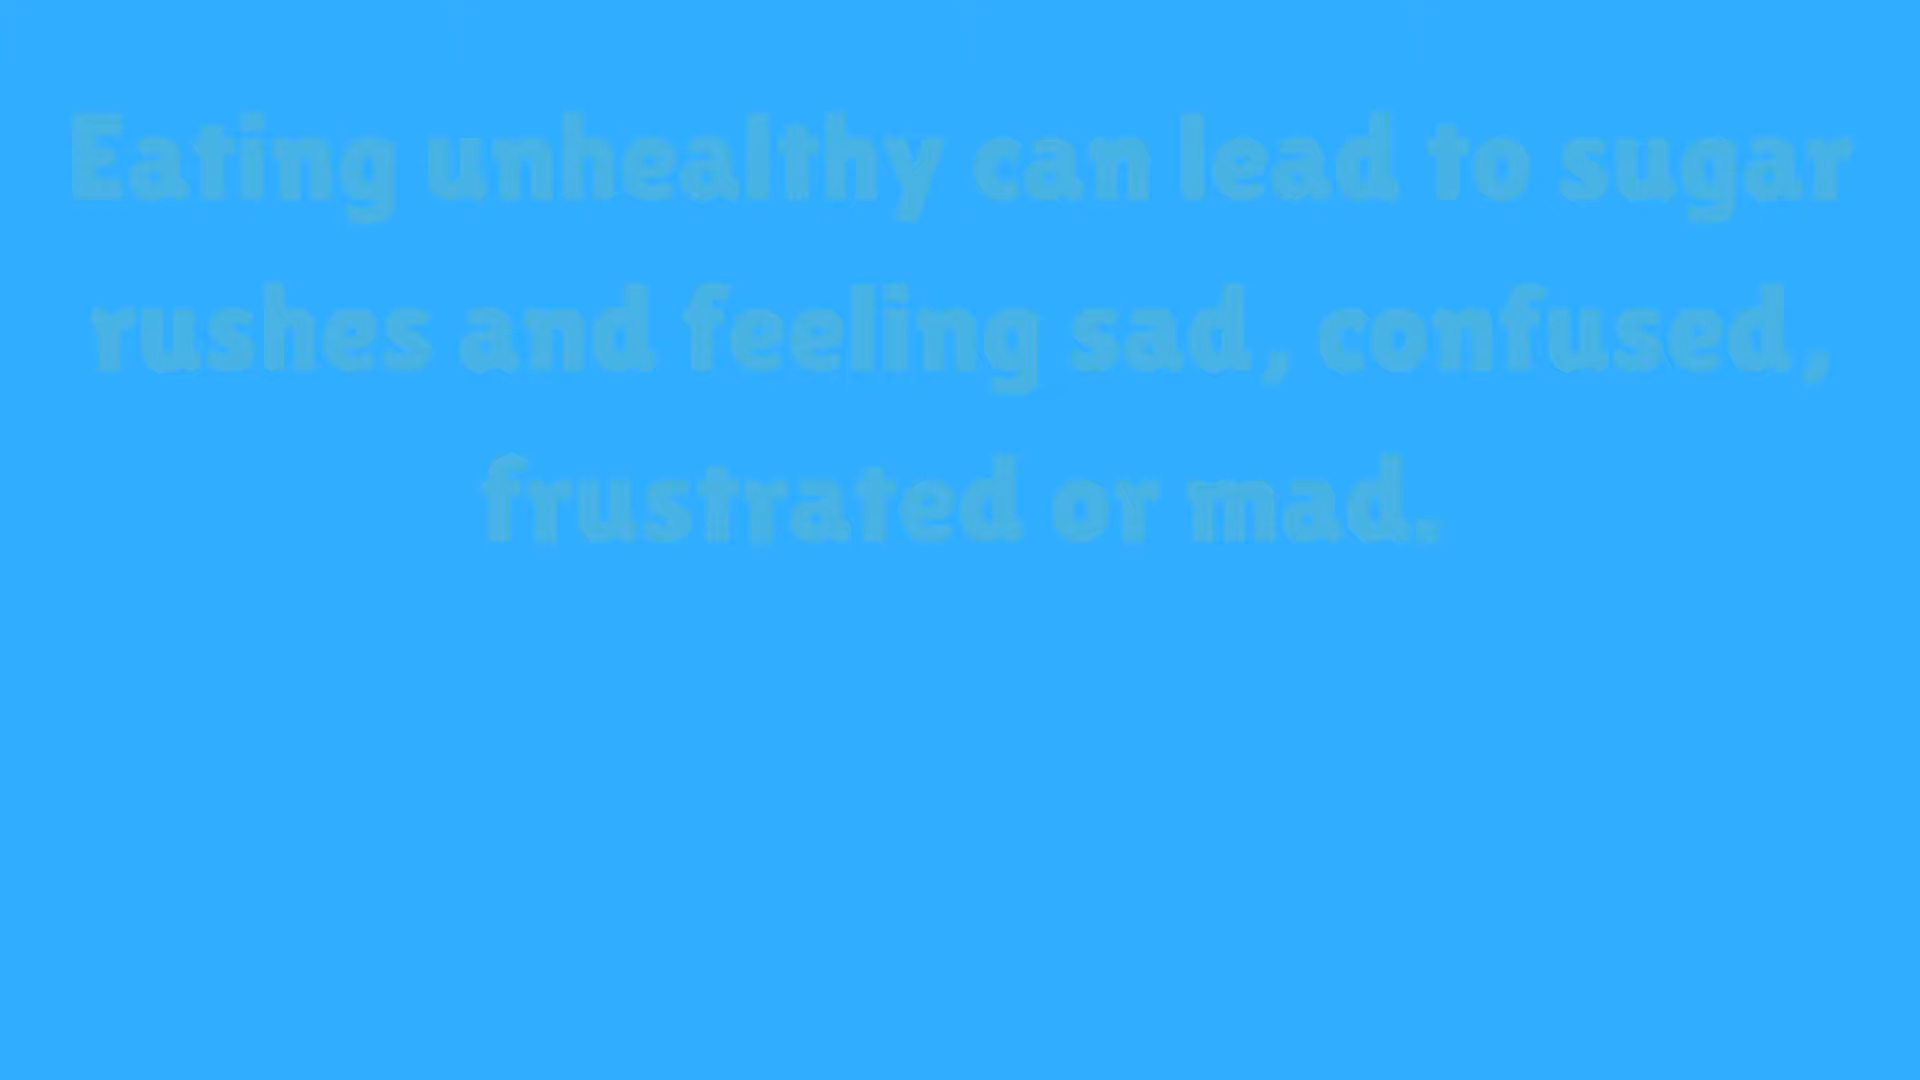 Eating unhealthy can lead to sugar
rushes and feeling sad, confused,
frustrated or mad.